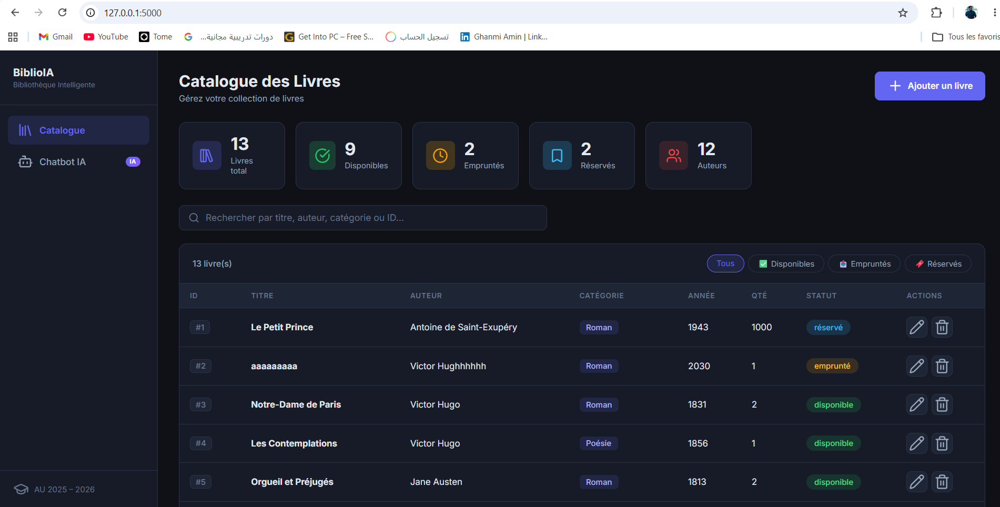 127.0.0.1:5000
Gmail
YouTube
Tome
دورات تدريبية مجانية...
Get Into PC – Free S...
تسجيل الحساب
Ghanmi Amin | Link...
Tous les favoris
BiblioIA
Bibliothèque Intelligente
Catalogue
Chatbot IA
IA
AU 2025 – 2026
Catalogue des Livres
Gérez votre collection de livres
Ajouter un livre
13
Livres
total
9
Disponibles
2
Empruntés
2
Réservés
12
Auteurs
Rechercher par titre, auteur, catégorie ou ID...
13 livre(s)
Tous
Disponibles
Empruntés
Réservés
ID TITRE AUTEUR CATÉGORIE ANNÉE QTÉ STATUT ACTIONS
#1 Le Petit Prince Antoine de Saint-Exupéry Roman 1943 1000 réservé
#2 aaaaaaaaa Victor Hughhhhhh Roman 2030 1 emprunté
#3 Notre-Dame de Paris Victor Hugo Roman 1831 2 disponible
#4 Les Contemplations Victor Hugo Poésie 1856 1 disponible
#5 Orgueil et Préjugés Jane Austen Roman 1813 2 disponible